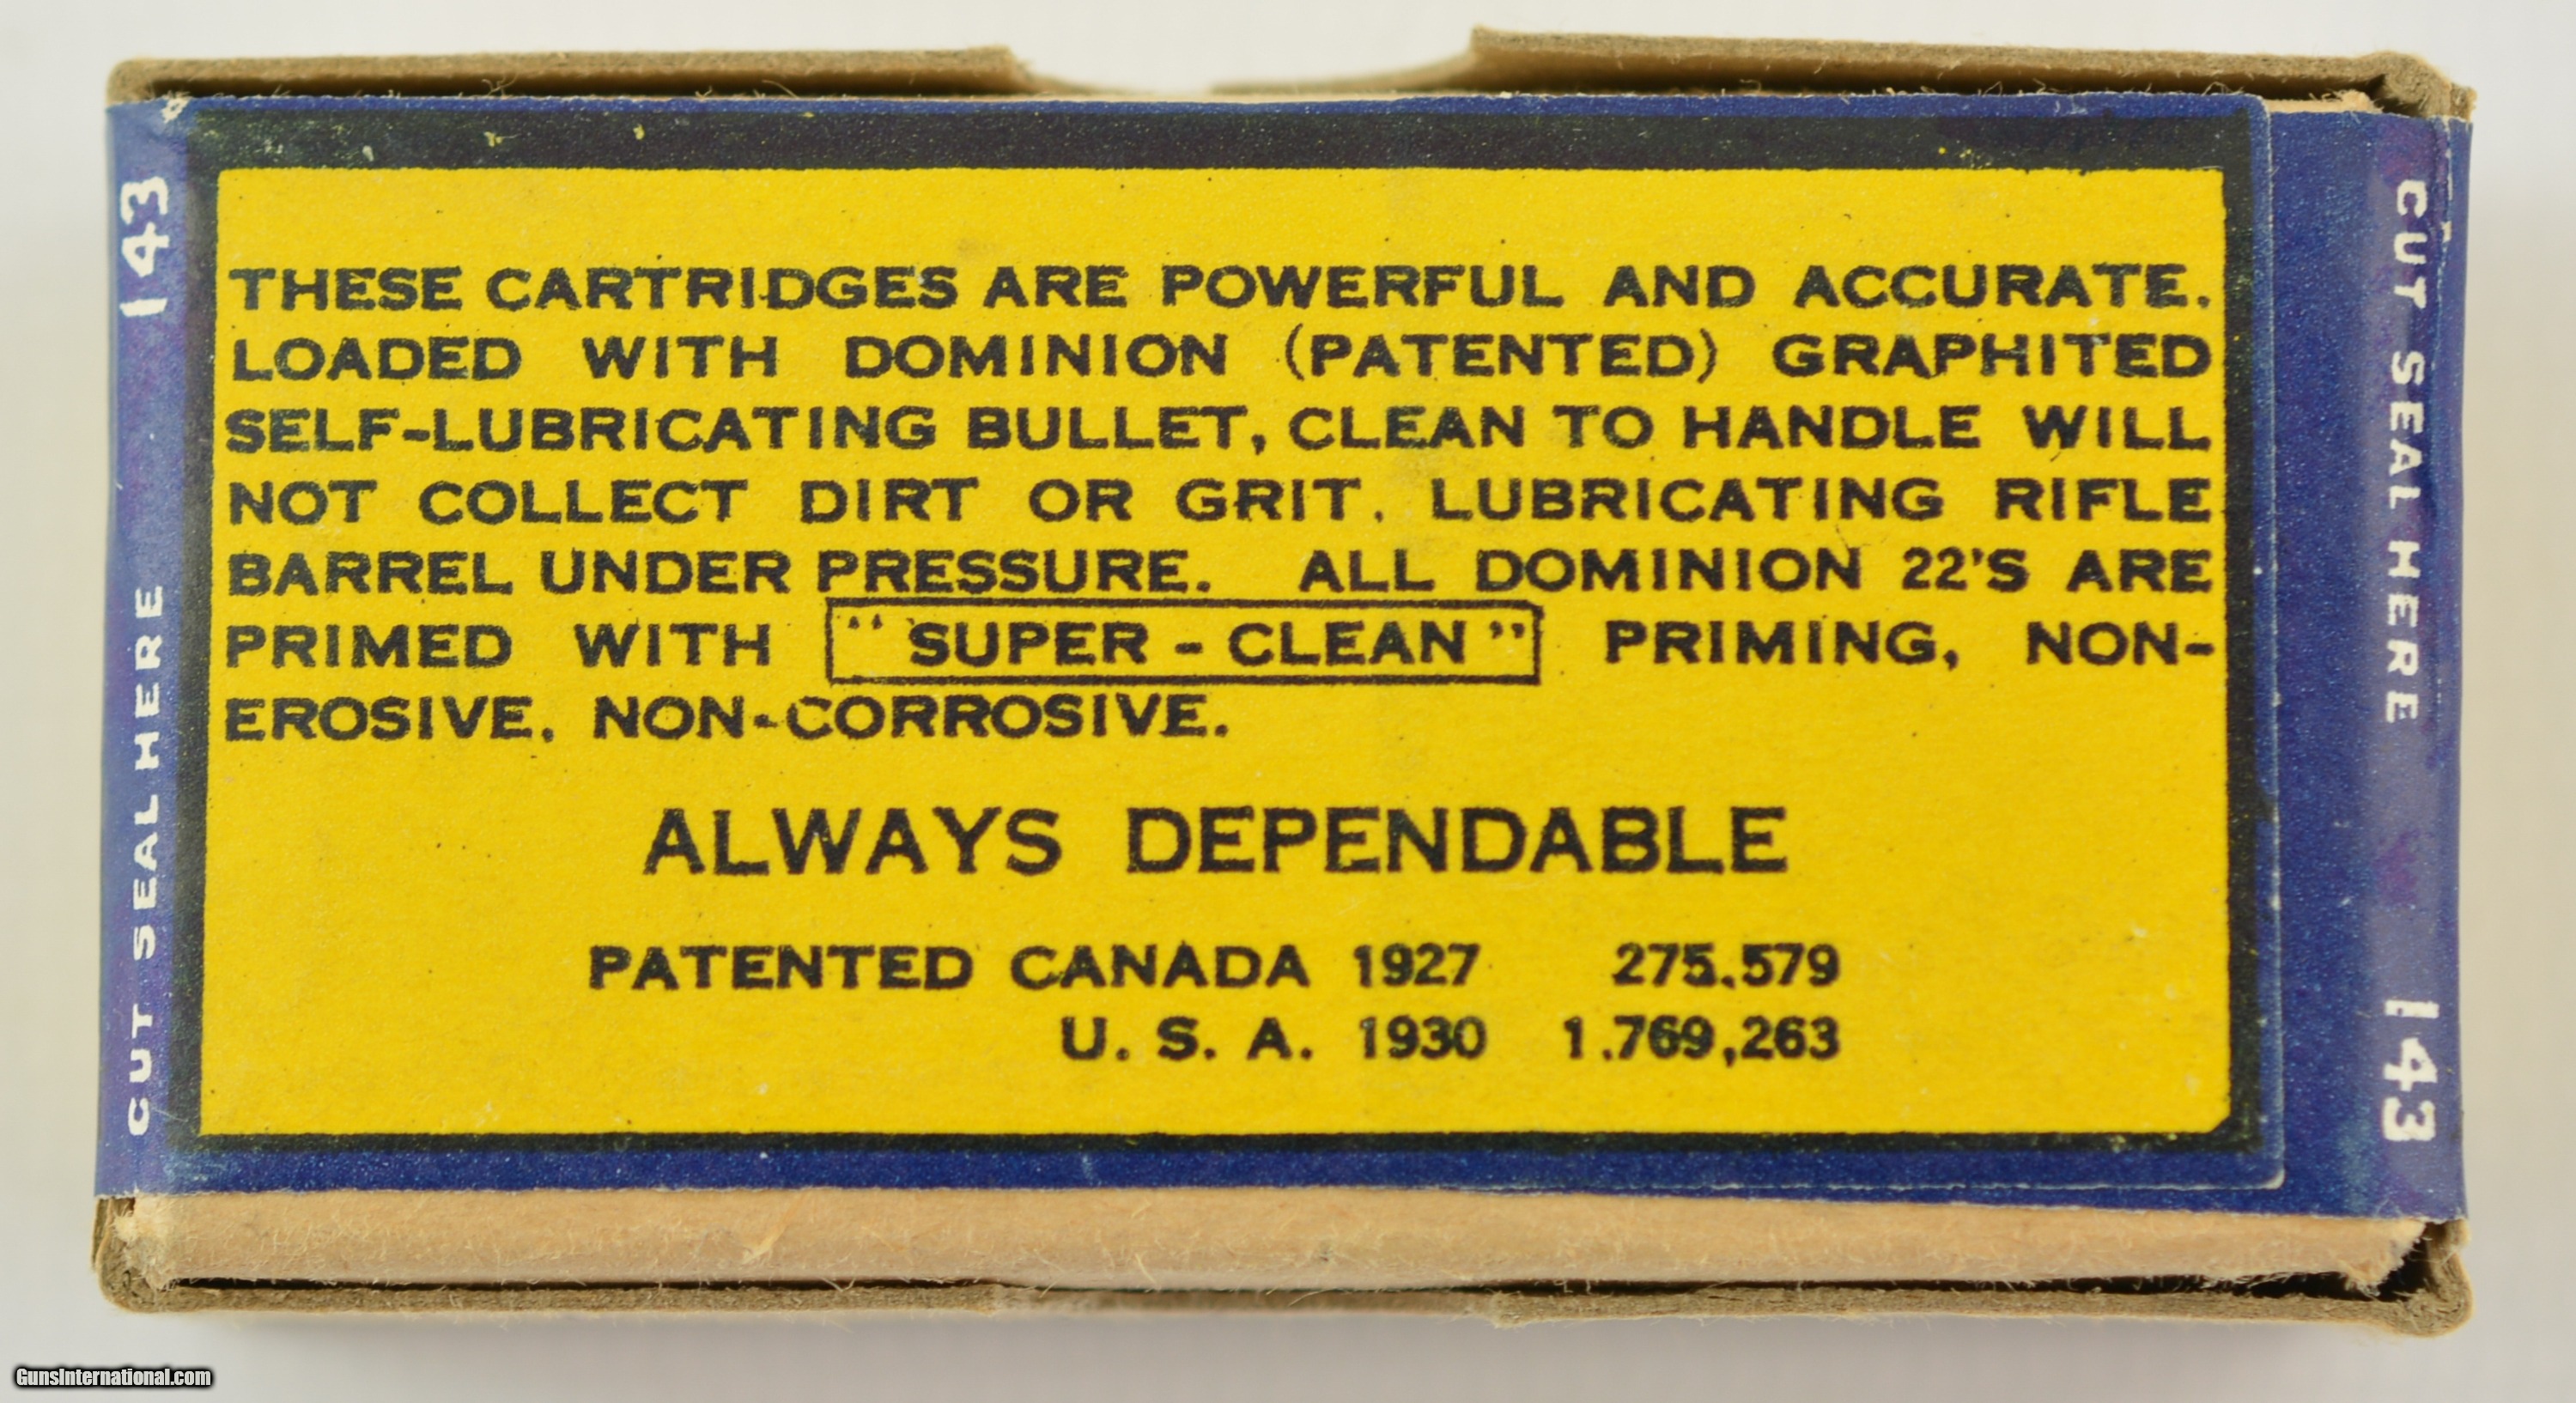 THESE CARTRIDGES ARE POWERFUL AND ACCURATE.
LOADED WITH DOMINION (PATENTED) GRAPHITED
SELF-LUBRICATING BULLET, CLEAN TO HANDLE WILL
NOT COLLECT DIRT OR GRIT. LUBRICATING RIFLE
BARREL UNDER PRESSURE. ALL DOMINION 22'S ARE
PRIMED WITH "SUPER-CLEAN" PRIMING, NON-
EROSIVE. NON-CORROSIVE.
ALWAYS DEPENDABLE
PATENTED CANADA 1927 275.579
U. S. A. 1930 1.769,263
CUT SEAL HERE 143
CUT SEAL HERE 143
GunsInternational.com